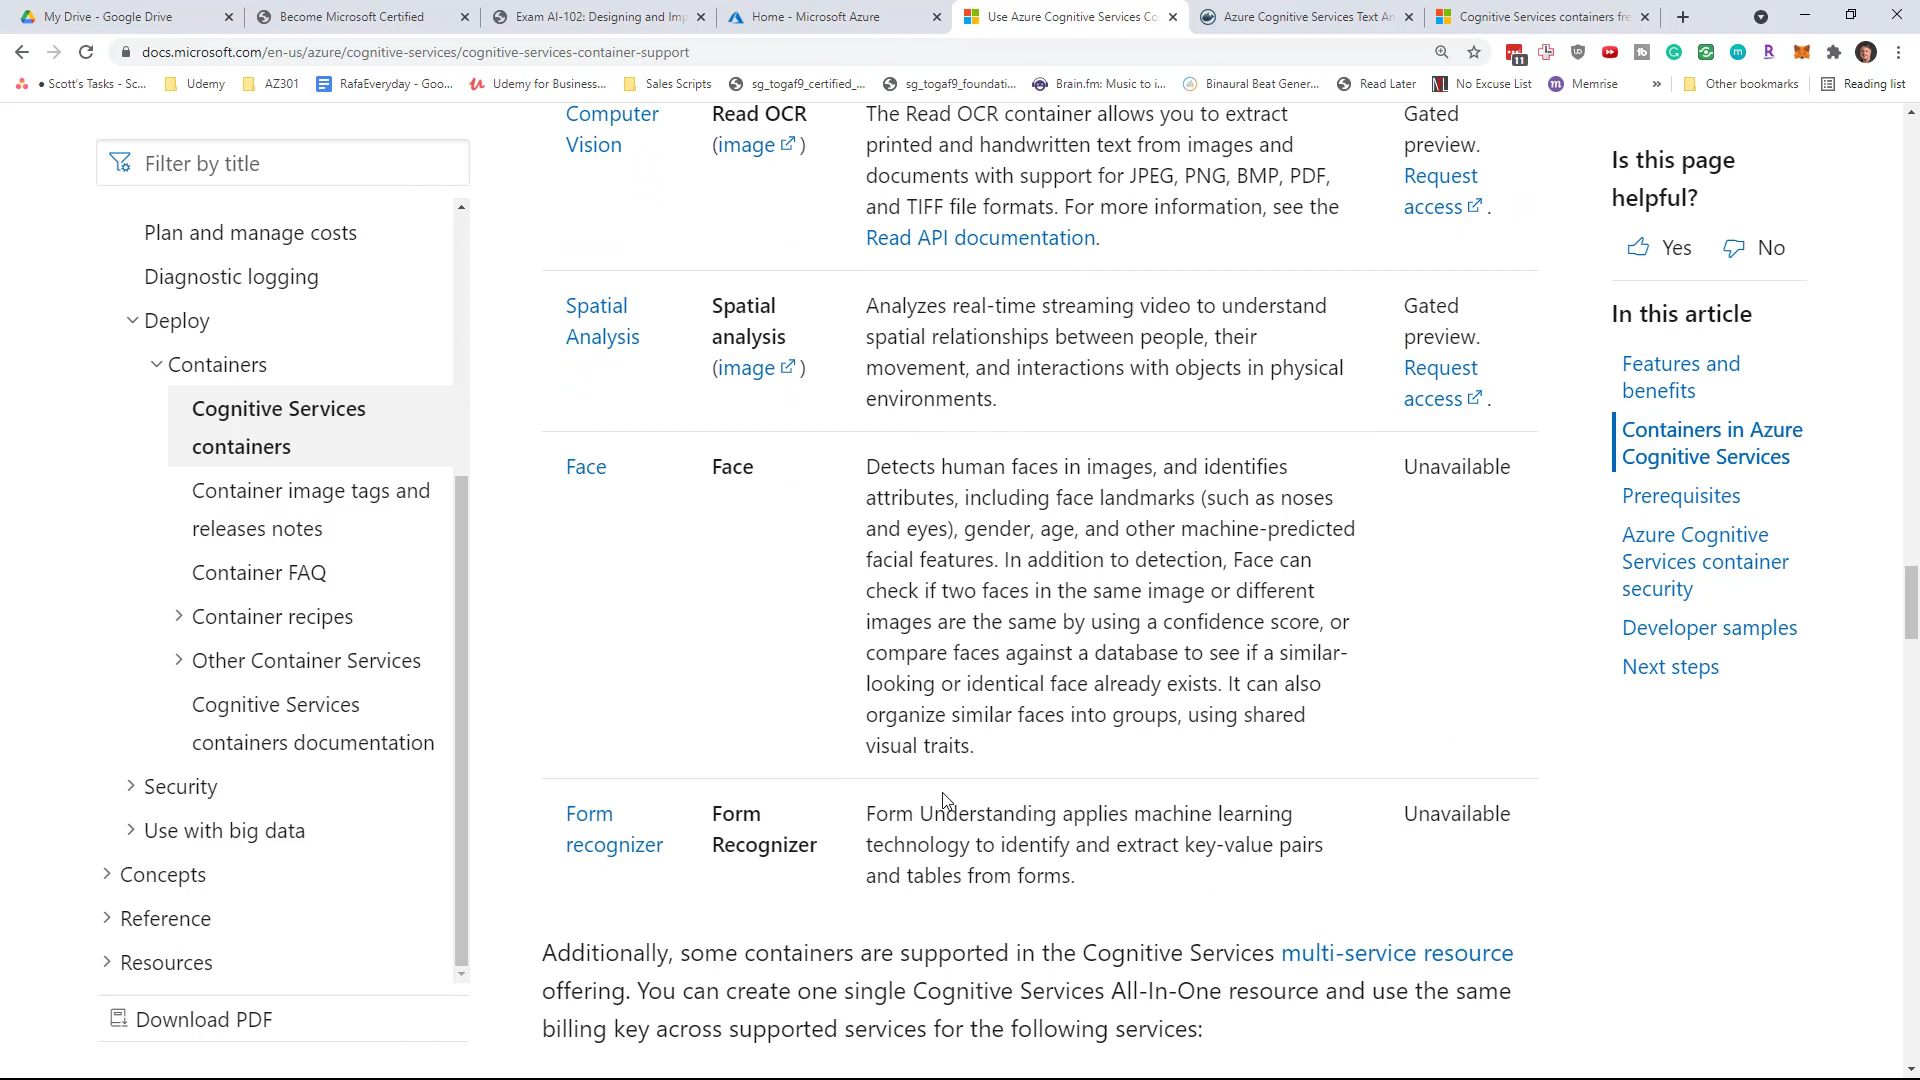 My Drive - Google Drive
Become Microsoft Certified
Exam AI-102: Designing and Imp
Home - Microsoft Azure
Use Azure Cognitive Services Co
Azure Cognitive Services Text An
Cognitive Services containers fre
docs.microsoft.com/en-us/azure/cognitive-services/cognitive-services-container-support
11
• Scott's Tasks - Sc...
Udemy
AZ301
RafaEveryday - Goo...
Udemy for Business...
Sales Scripts
sg_togaf9_certified_...
sg_togaf9_foundati...
Brain.fm: Music to i...
Binaural Beat Gener...
Read Later
No Excuse List
Memrise
»
Other bookmarks
Reading list
Filter by title
Plan and manage costs
Diagnostic logging
Deploy
Containers
Cognitive Services
containers
Container image tags and
releases notes
Container FAQ
Container recipes
Other Container Services
Cognitive Services
containers documentation
Security
Use with big data
Concepts
Reference
Resources
Download PDF
Computer
Vision
Read OCR
(image)
The Read OCR container allows you to extract
printed and handwritten text from images and
documents with support for JPEG, PNG, BMP, PDF,
and TIFF file formats. For more information, see the
Read API documentation.
Gated
preview.
Request
access .
Spatial
Analysis
Spatial
analysis
(image)
Analyzes real-time streaming video to understand
spatial relationships between people, their
movement, and interactions with objects in physical
environments.
Gated
preview.
Request
access .
Face
Face
Detects human faces in images, and identifies
attributes, including face landmarks (such as noses
and eyes), gender, age, and other machine-predicted
facial features. In addition to detection, Face can
check if two faces in the same image or different
images are the same by using a confidence score, or
compare faces against a database to see if a similar-
looking or identical face already exists. It can also
organize similar faces into groups, using shared
visual traits.
Unavailable
Form
recognizer
Form
Recognizer
Form Understanding applies machine learning
technology to identify and extract key-value pairs
and tables from forms.
Unavailable
Additionally, some containers are supported in the Cognitive Services multi-service resource
offering. You can create one single Cognitive Services All-In-One resource and use the same
billing key across supported services for the following services:
Is this page
helpful?
Yes
No
In this article
Features and
benefits
Containers in Azure
Cognitive Services
Prerequisites
Azure Cognitive
Services container
security
Developer samples
Next steps